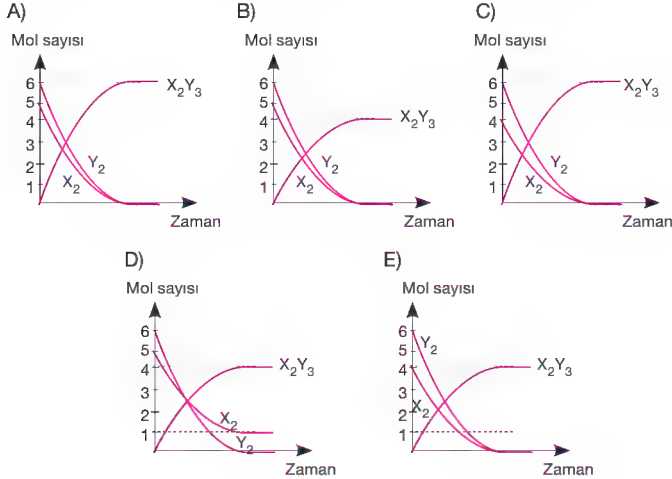 A)
Mol sayısı
6
5
4
3
2
1
X₂Y₃
Y₂
X₂
Zaman
B)
Mol sayısı
6
5
4
3
2
1
X₂Y₃
Y₂
X₂
Zaman
C)
Mol sayısı
6
5
4
3
2
1
X₂Y₃
Y₂
X₂
Zaman
D)
Mol sayısı
6
5
4
3
2
1
X₂Y₃
X₂
Y₂
Zaman
E)
Mol sayısı
6
5
4
3
2
1
Y₂
X₂Y₃
X₂
Zaman